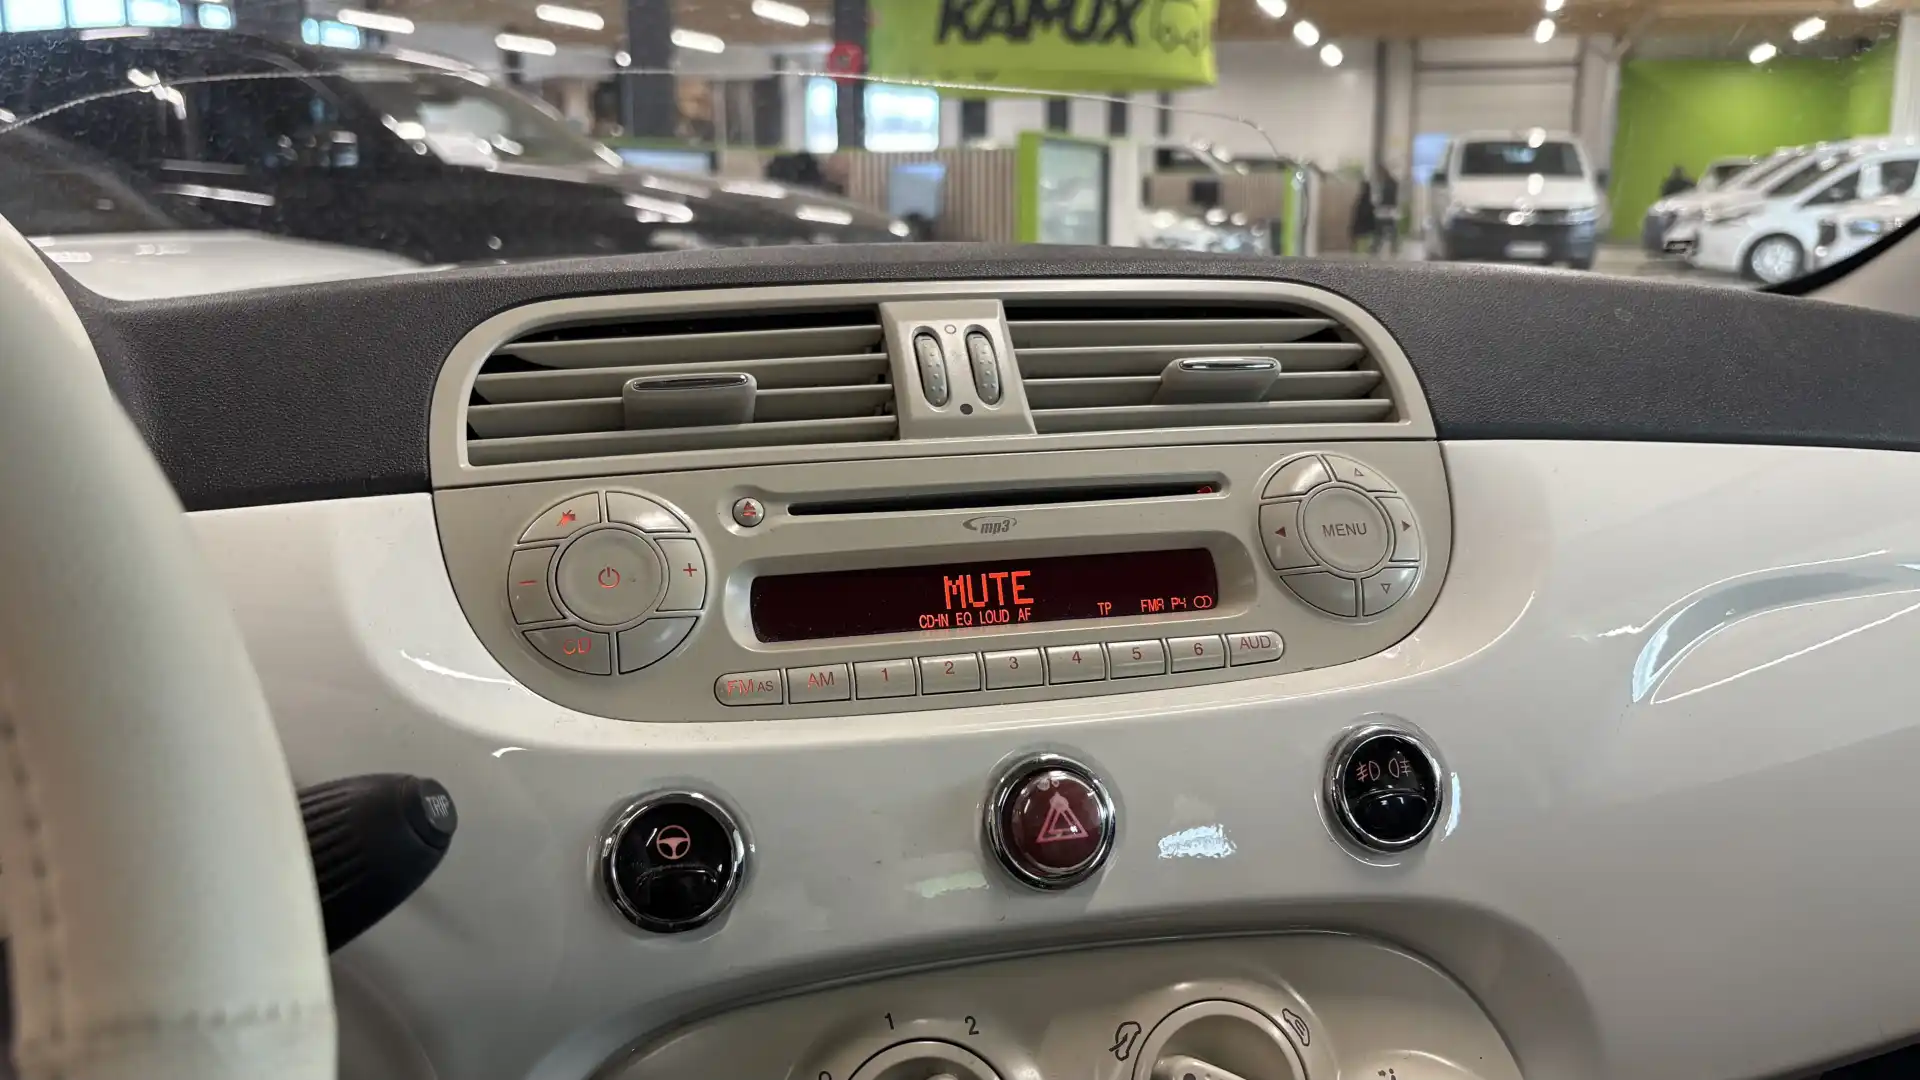 KAMUX
mp3
MENU
MUTE
CD-IN EQ LOUD AF TP FMA P4
CD
FM AS AM 1 2 3 4 5 6 AUD
TRIP
1 2
0